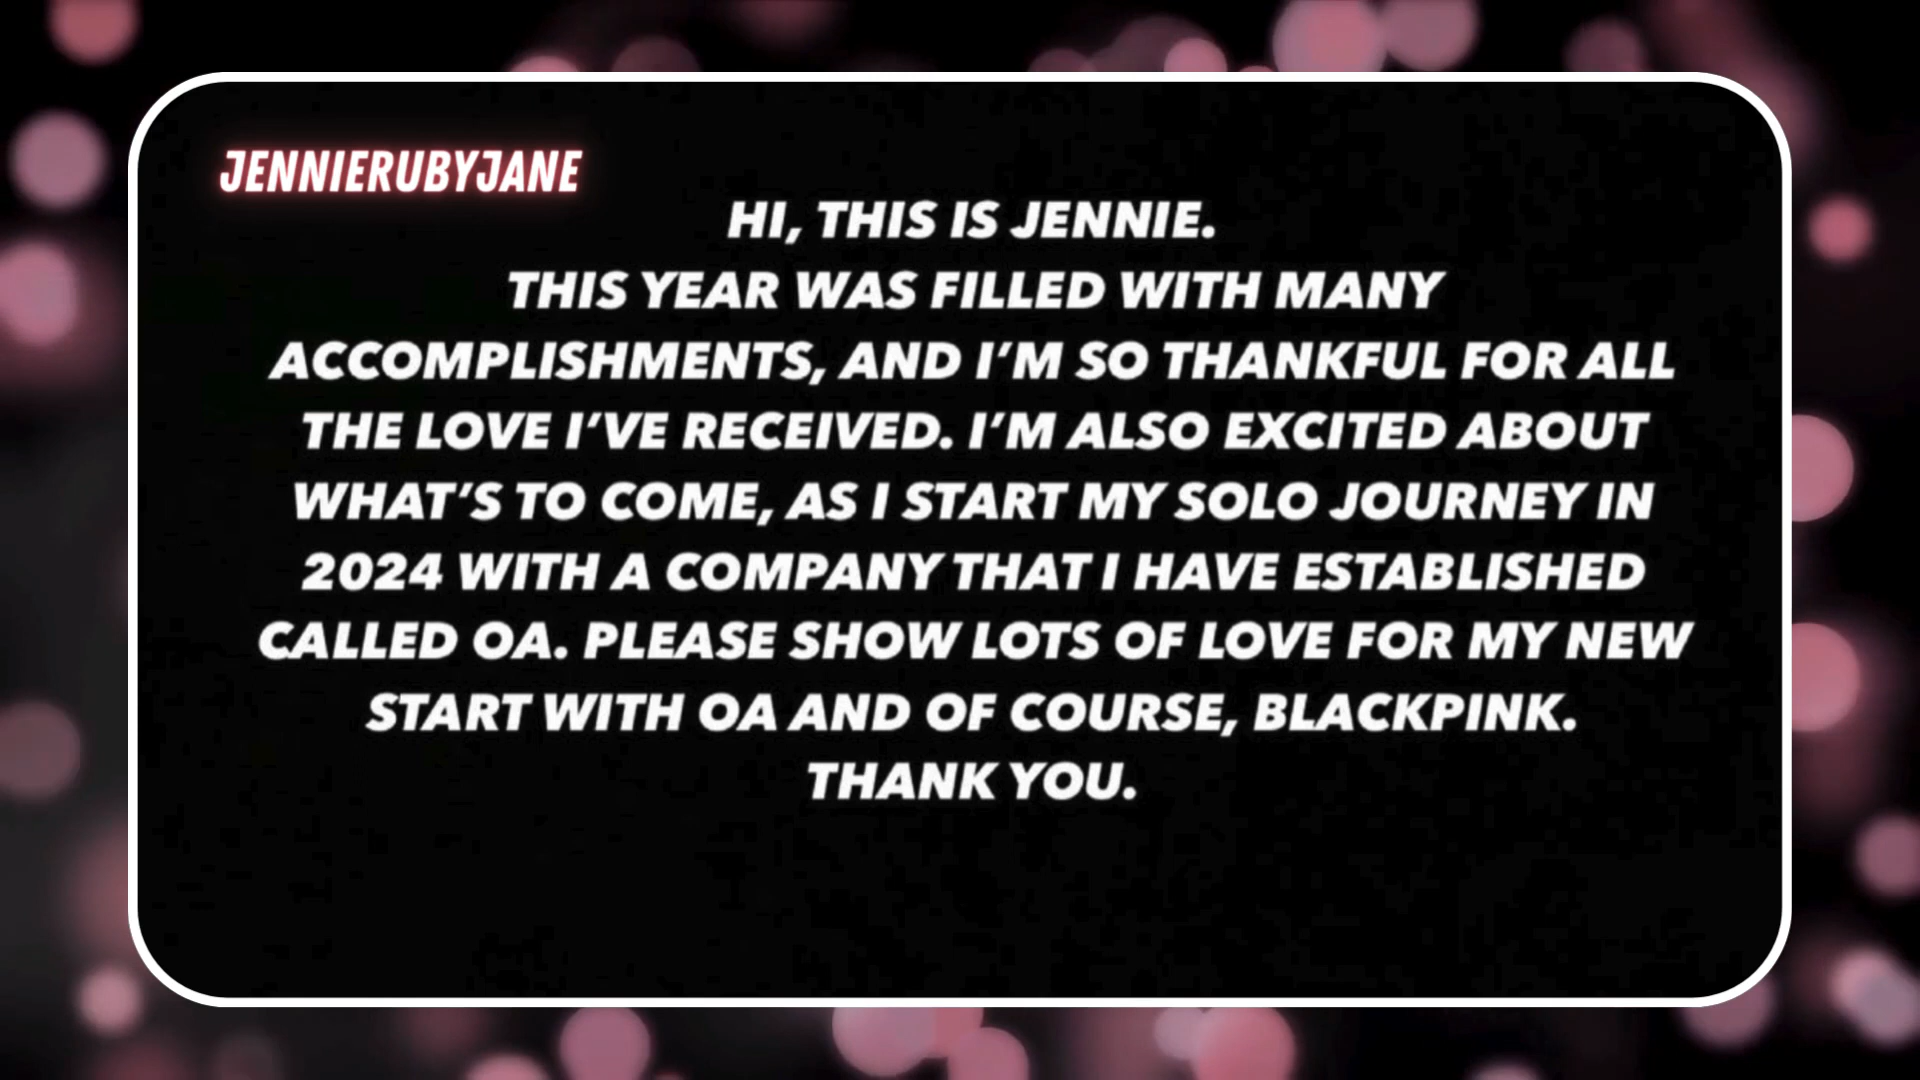 JENNIERUBYJANE
HI, THIS IS JENNIE.
THIS YEAR WAS FILLED WITH MANY
ACCOMPLISHMENTS, AND I’M SO THANKFUL FOR ALL
THE LOVE I’VE RECEIVED. I’M ALSO EXCITED ABOUT
WHAT’S TO COME, AS I START MY SOLO JOURNEY IN
2024 WITH A COMPANY THAT I HAVE ESTABLISHED
CALLED OA. PLEASE SHOW LOTS OF LOVE FOR MY NEW
START WITH OA AND OF COURSE, BLACKPINK.
THANK YOU.